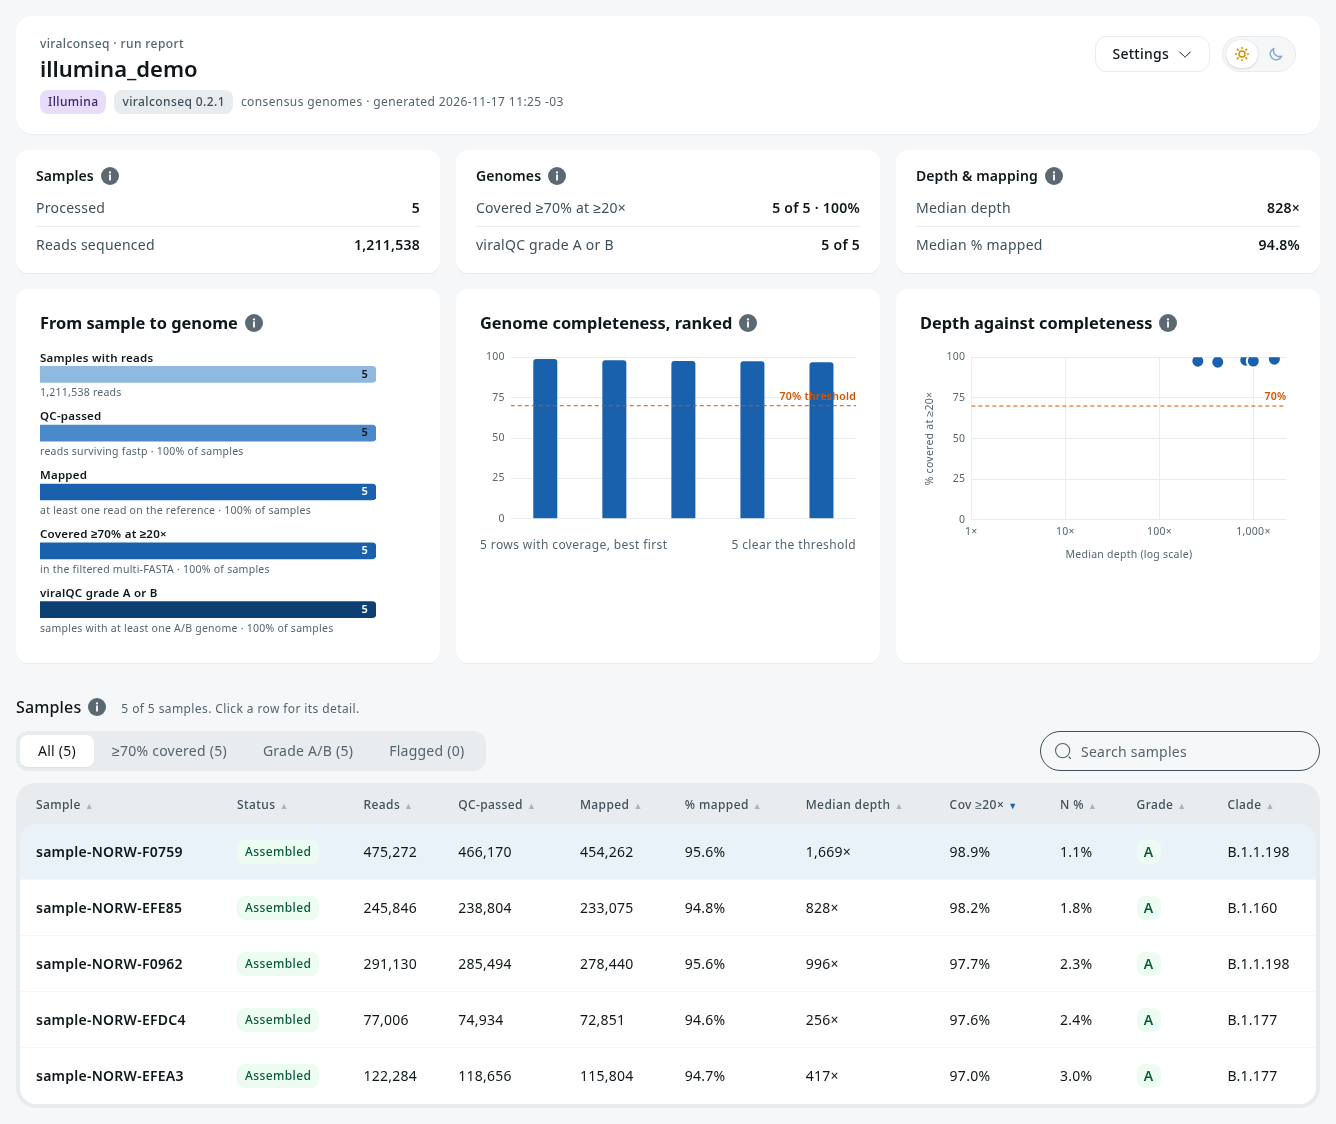 viralconseq · run report
illumina_demo
Illumina viralconseq 0.2.1 consensus genomes · generated 2026-11-17 11:25 -03
Settings
Samples
Processed 5
Reads sequenced 1,211,538
Genomes
Covered ≥70% at ≥20× 5 of 5 · 100%
viralQC grade A or B 5 of 5
Depth & mapping
Median depth 828×
Median % mapped 94.8%
From sample to genome
Samples with reads
5
1,211,538 reads
QC-passed
5
reads surviving fastp · 100% of samples
Mapped
5
at least one read on the reference · 100% of samples
Covered ≥70% at ≥20×
5
in the filtered multi-FASTA · 100% of samples
viralQC grade A or B
5
samples with at least one A/B genome · 100% of samples
Genome completeness, ranked
100
75
70% threshold
50
25
0
5 rows with coverage, best first 5 clear the threshold
Depth against completeness
% covered at ≥20×
100
75
70%
50
25
0
1× 10× 100× 1,000×
Median depth (log scale)
Samples 5 of 5 samples. Click a row for its detail.
All (5) ≥70% covered (5) Grade A/B (5) Flagged (0)
Search samples
Sample Status Reads QC-passed Mapped % mapped Median depth Cov ≥20× N % Grade Clade
sample-NORW-F0759 Assembled 475,272 466,170 454,262 95.6% 1,669× 98.9% 1.1% A B.1.1.198
sample-NORW-EFE85 Assembled 245,846 238,804 233,075 94.8% 828× 98.2% 1.8% A B.1.160
sample-NORW-F0962 Assembled 291,130 285,494 278,440 95.6% 996× 97.7% 2.3% A B.1.1.198
sample-NORW-EFDC4 Assembled 77,006 74,934 72,851 94.6% 256× 97.6% 2.4% A B.1.177
sample-NORW-EFEA3 Assembled 122,284 118,656 115,804 94.7% 417× 97.0% 3.0% A B.1.177